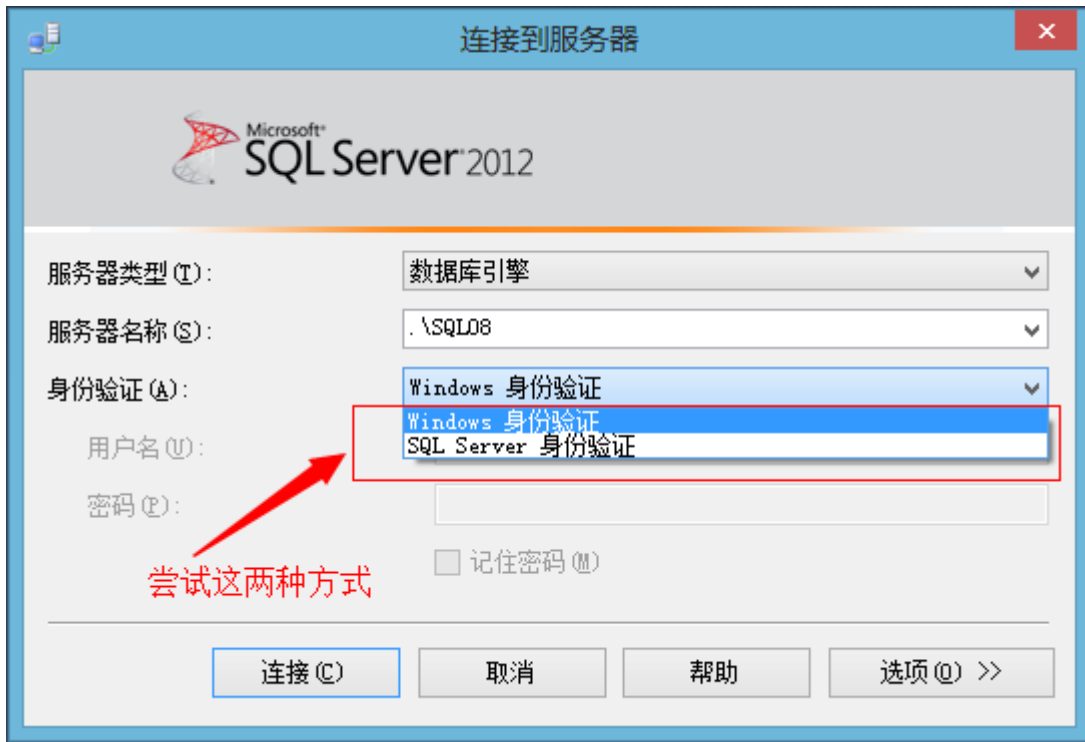 连接到服务器
Microsoft®
SQL Server® 2012
服务器类型(T): 数据库引擎
服务器名称(S): .\SQL08
身份验证(A): Windows 身份验证
Windows 身份验证
用户名(U): SQL Server 身份验证
密码(P):
记住密码(M)
尝试这两种方式
连接(C) 取消 帮助 选项(O) >>